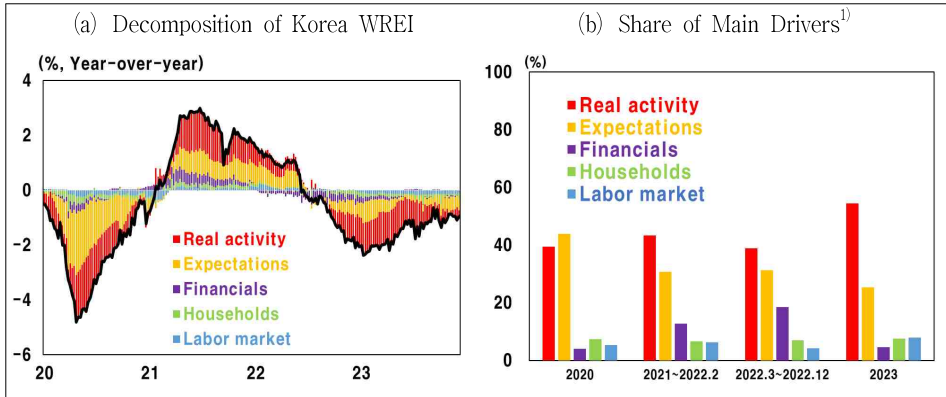 (a) Decomposition of Korea WREI
(%, Year-over-year)
4
2
0
−2
−4
−6
20
21
22
23
Real activity
Expectations
Financials
Households
Labor market
(b) Share of Main Drivers1)
(%)
100
80
60
40
20
0
Real activity
Expectations
Financials
Households
Labor market
2020
2021~2022.2
2022.3~2022.12
2023